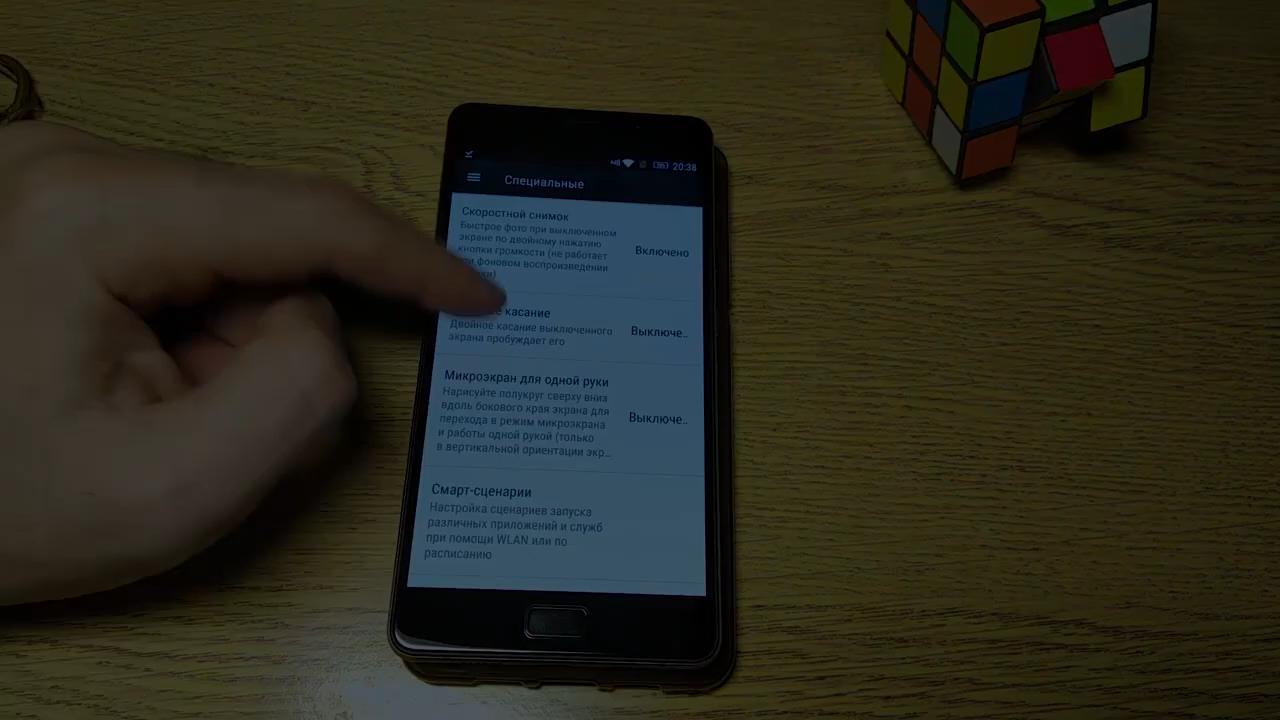 20:38
Специальные
Скоростной снимок
Быстрое фото при выключенном
экране по двойному нажатию
кнопки громкости (не работает
фоновом воспроизведении
Включено
касание
Двойное касание выключенного
экрана пробуждает его
Выключе..
Микроэкран для одной руки
Нарисуйте полукруг сверху вниз
вдоль бокового края экрана для
перехода в режим микроэкрана
и работы одной рукой (только
в вертикальной ориентации экр...
Выключе..
Смарт-сценарии
Настройка сценариев запуска
различных приложений и служб
при помощи WLAN или по
расписанию